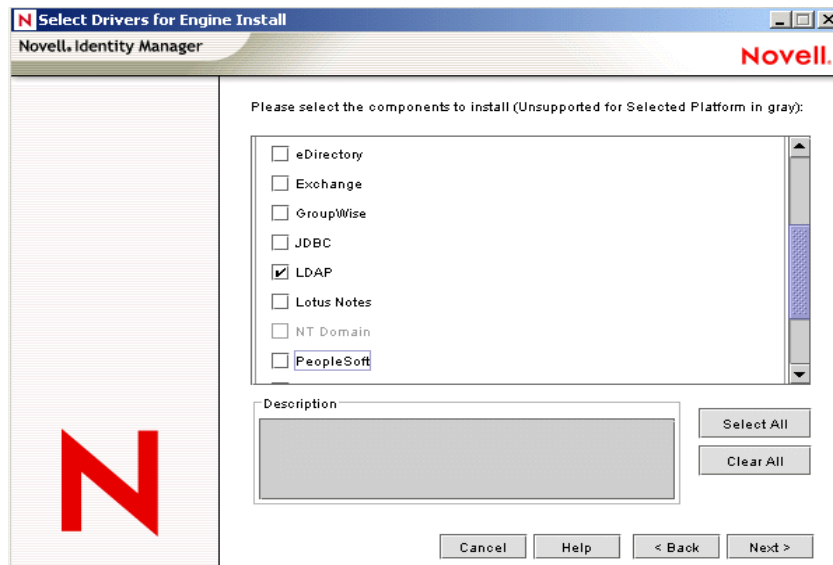 N Select Drivers for Engine Install
Novell. Identity Manager
Novell.
Please select the components to install (Unsupported for Selected Platform in gray):
eDirectory
Exchange
GroupWise
JDBC
LDAP
Lotus Notes
NT Domain
PeopleSoft
Description
Select All
Clear All
N
Cancel
Help
< Back
Next >